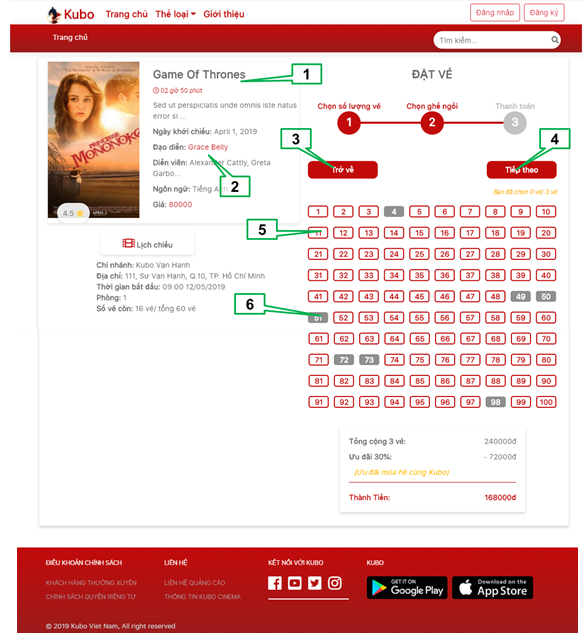 Kubo Trang chủ Thể loại Giới thiệu Đăng nhập Đăng ký
Trang chủ Tìm kiếm...
Game Of Thrones
02 giờ 50 phút
Sed ut perspiciatis unde omnis iste natus
error si ...
Ngày khởi chiếu: April 1, 2019
Đạo diễn: Grace Belly
Diễn viên: Alexander Cattly, Greta
Garbo...
Ngôn ngữ: Tiếng Anh
Giá: 80000
PRINCESS
MONONOKE
4.5
1
2
Lịch chiếu
Chi nhánh: Kubo Vạn Hạnh
Địa chỉ: 111, Sư Vạn Hạnh, Q.10, TP. Hồ Chí Minh
Thời gian bắt đầu: 09:00 12/05/2019
Phòng: 1
Số vé còn: 16 vé/ tổng 60 vé
ĐẶT VÉ
Chọn số lượng vé Chọn ghế ngồi Thanh toán
1 2 3
3 4
Trở về Tiếp theo
Bạn đã chọn 0 vé/ 3 vé
1 2 3 4 5 6 7 8 9 10
5
11 12 13 14 15 16 17 18 19 20
21 22 23 24 25 26 27 28 29 30
31 32 33 34 35 36 37 38 39 40
41 42 43 44 45 46 47 48 49 50
6
51 52 53 54 55 56 57 58 59 60
61 62 63 64 65 66 67 68 69 70
71 72 73 74 75 76 77 78 79 80
81 82 83 84 85 86 87 88 89 90
91 92 93 94 95 96 97 98 99 100
Tổng cộng 3 vé: 240000đ
Ưu đãi 30%: - 72000đ
(Ưu đãi mùa hè cùng Kubo)
Thành Tiền: 168000đ
ĐIỀU KHOẢN CHÍNH SÁCH LIÊN HỆ KẾT NỐI VỚI KUBO KUBO
KHÁCH HÀNG THƯỜNG XUYÊN LIÊN HỆ QUẢNG CÁO
CHÍNH SÁCH QUYỀN RIÊNG TƯ THÔNG TIN KUBO CINEMA
GET IT ON
Google Play
Download on the
App Store
© 2019 Kubo Viet Nam, All right reserved